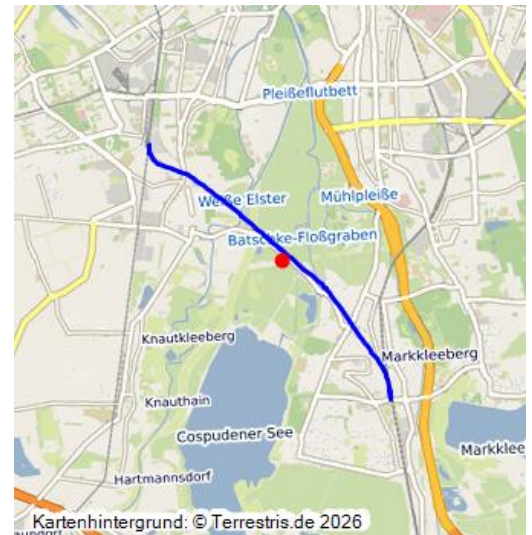 Pleißeflutbett
Weiße Elster
Mühlpleiße
Batschke-Floßgraben
Knautkleeberg
Markkleeberg
Knauthain
Cospudener See
Markklee
Hartmannsdorf
Kartenhintergrund: © Terrestris.de 2026